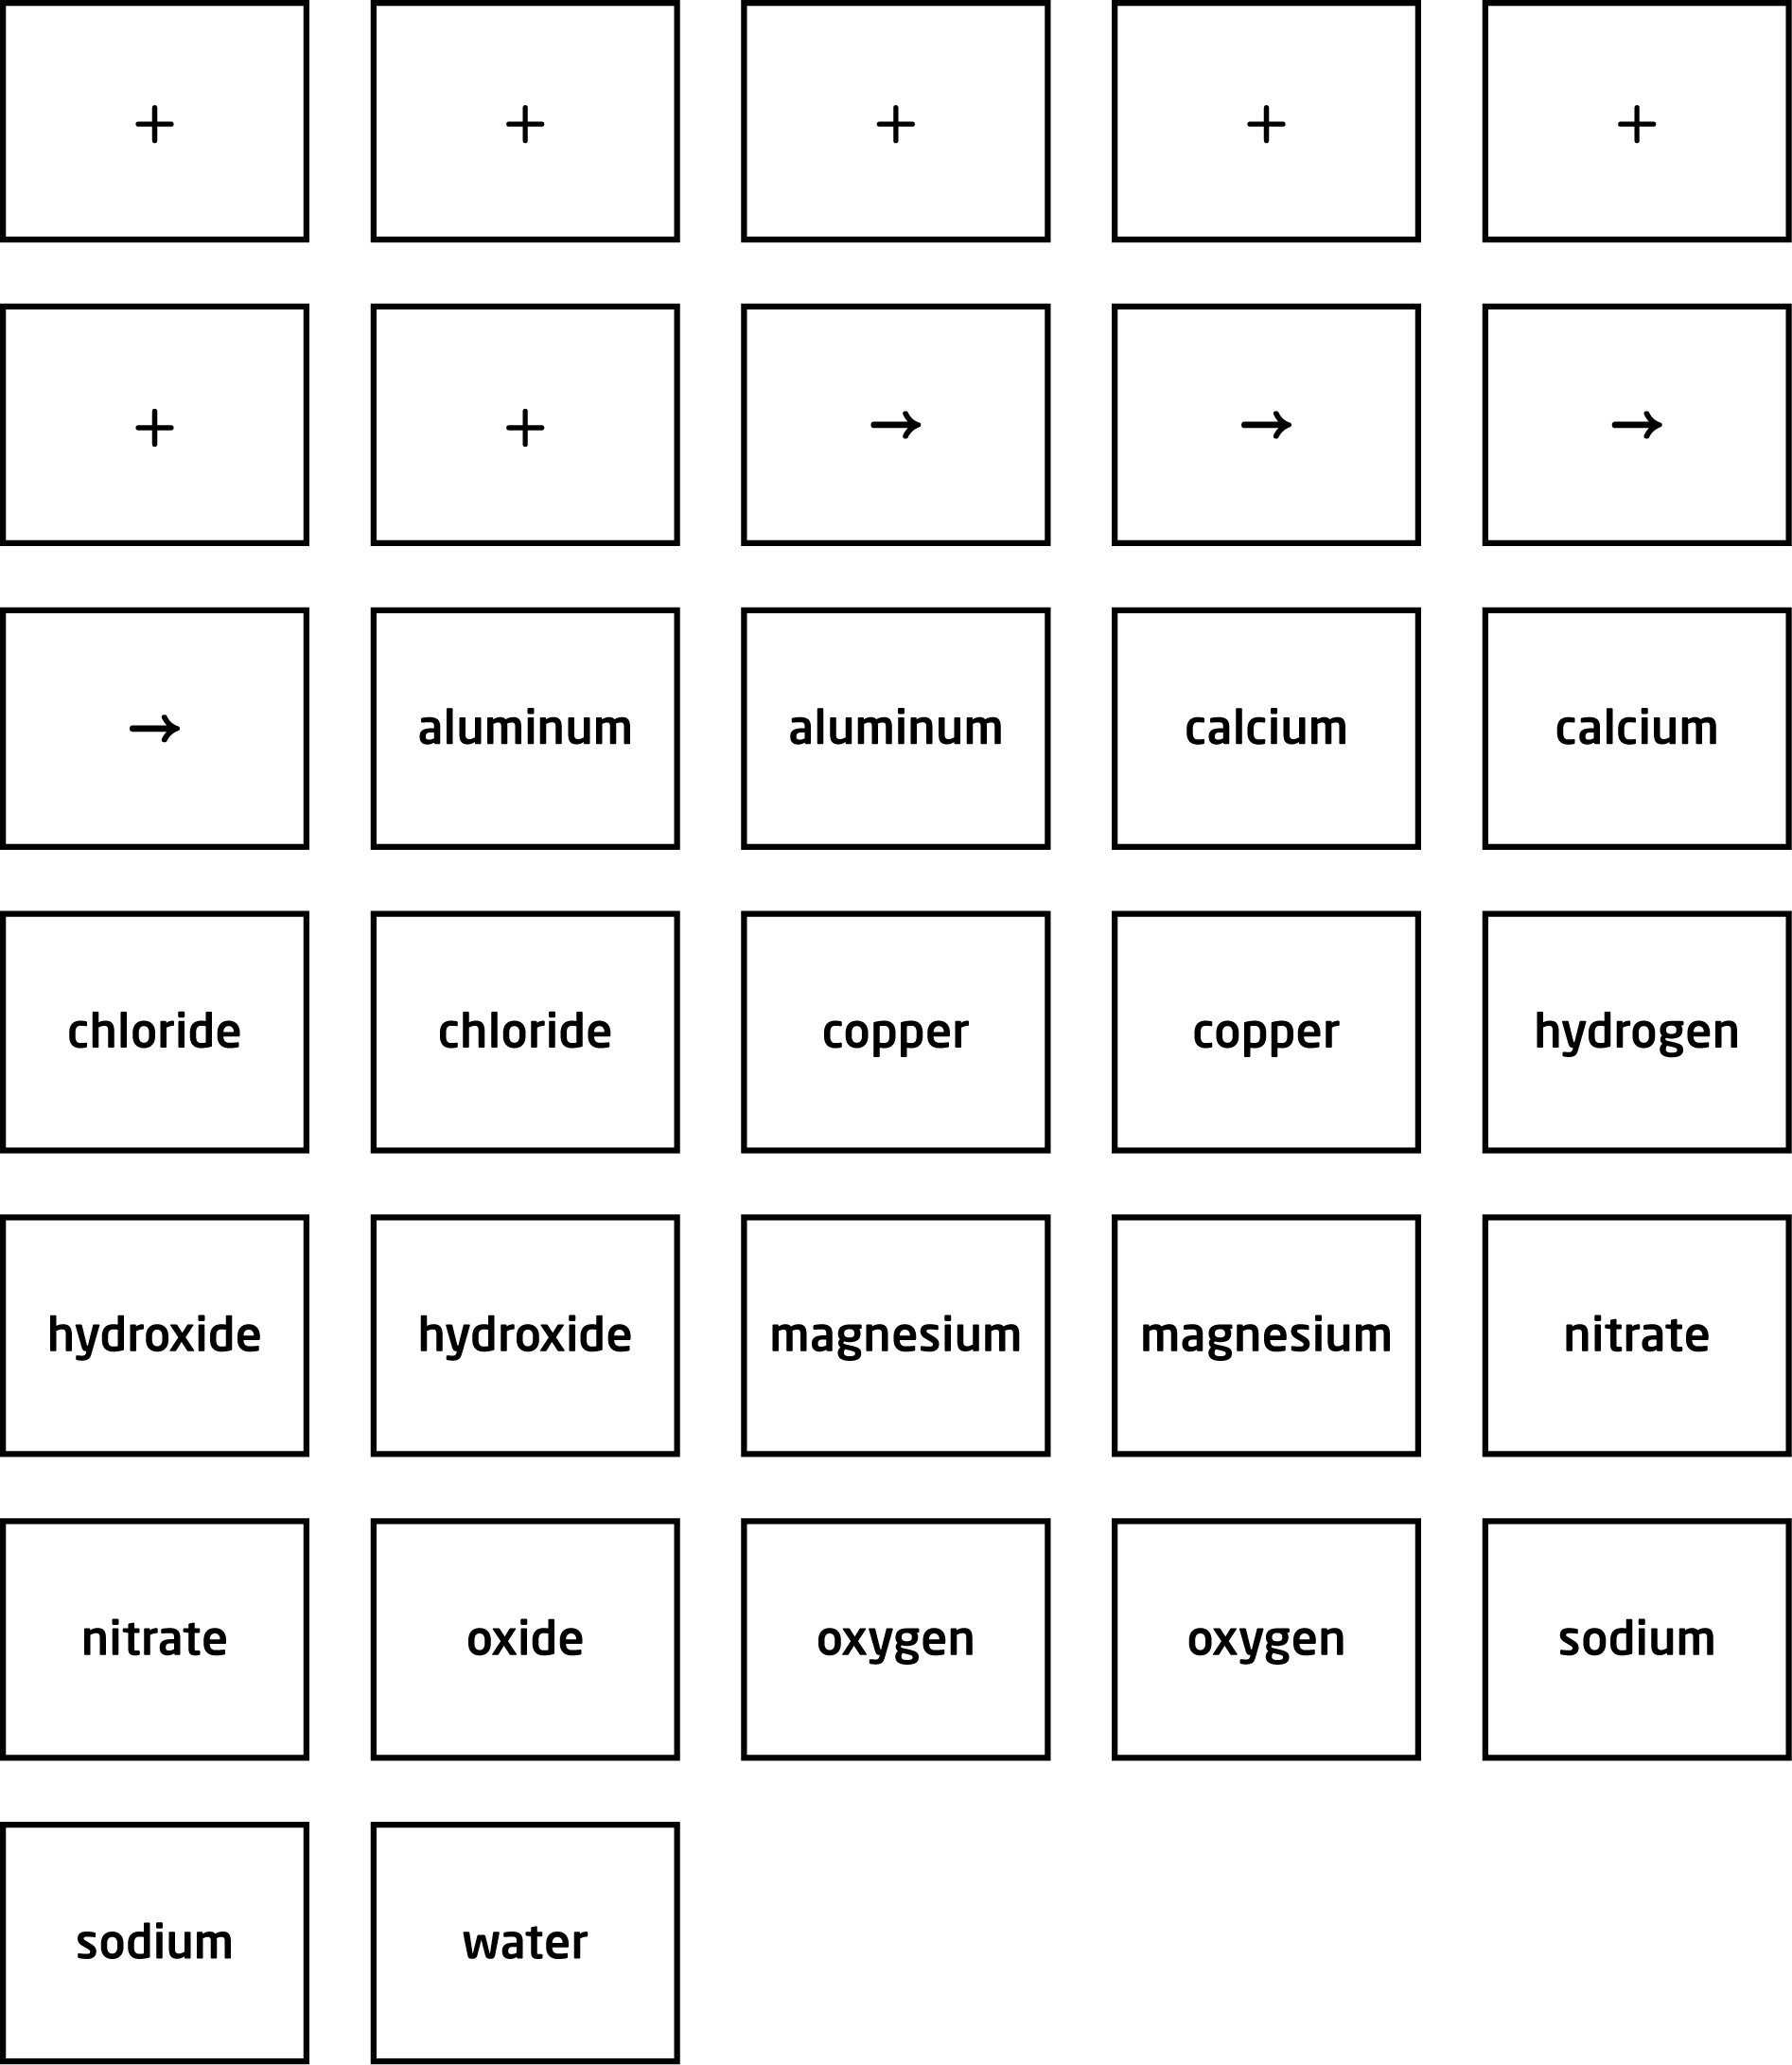 + + + + +
+ + → → →
→ aluminum aluminum calcium calcium
chloride chloride copper copper hydrogen
hydroxide hydroxide magnesium magnesium nitrate
nitrate oxide oxygen oxygen sodium
sodium water